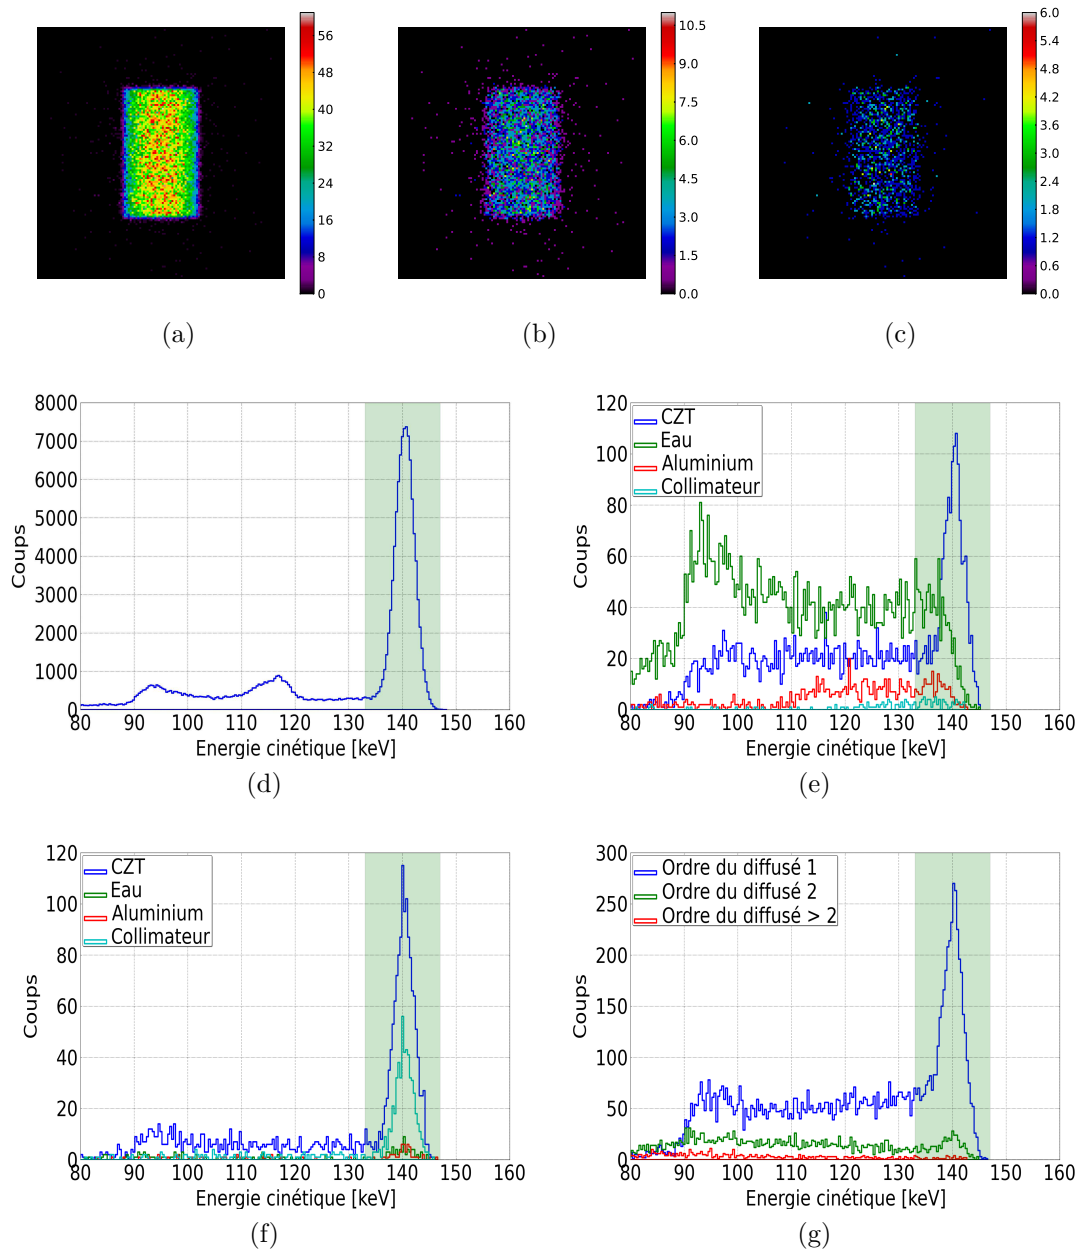 56
48
40
32
24
16
8
0
10.5
9.0
7.5
6.0
4.5
3.0
1.5
0.0
6.0
5.4
4.8
4.2
3.6
3.0
2.4
1.8
1.2
0.6
0.0
(a)
(b)
(c)
8000
7000
6000
5000
4000
3000
2000
1000
0
Coups
80 90 100 110 120 130 140 150 160
Energie cinétique [keV]
(d)
120
100
80
60
40
20
0
Coups
CZT
Eau
Aluminium
Collimateur
80 90 100 110 120 130 140 150 160
Energie cinétique [keV]
(e)
120
100
80
60
40
20
0
Coups
CZT
Eau
Aluminium
Collimateur
80 90 100 110 120 130 140 150 160
Energie cinétique [keV]
(f)
300
250
200
150
100
50
0
Coups
Ordre du diffusé 1
Ordre du diffusé 2
Ordre du diffusé > 2
80 90 100 110 120 130 140 150 160
Energie cinétique [keV]
(g)